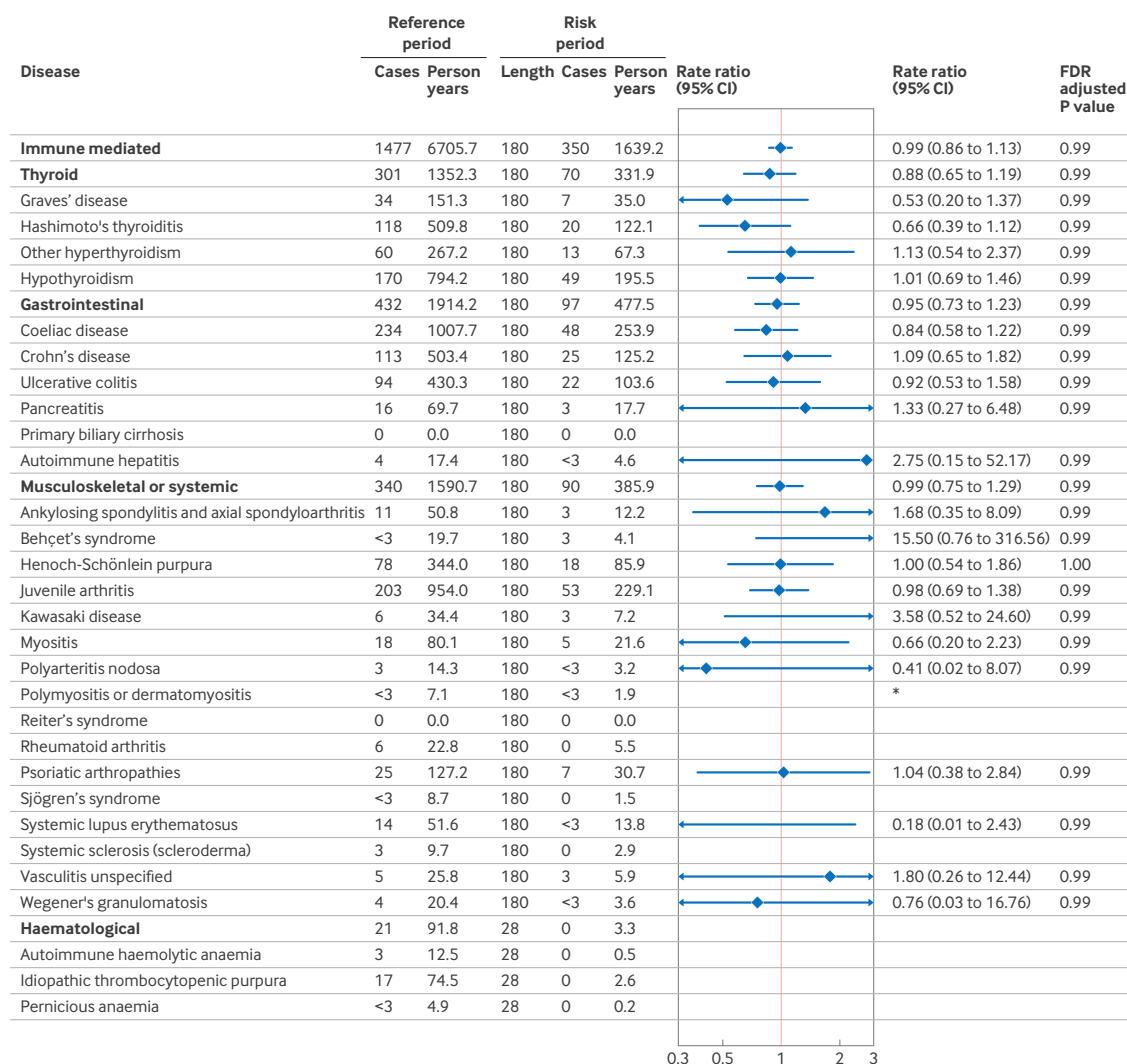 Reference period
Risk period
Disease Cases Person years Length Cases Person years Rate ratio (95% CI) Rate ratio (95% CI) FDR adjusted P value
Immune mediated 1477 6705.7 180 350 1639.2 0.99 (0.86 to 1.13) 0.99
Thyroid 301 1352.3 180 70 331.9 0.88 (0.65 to 1.19) 0.99
Graves’ disease 34 151.3 180 7 35.0 0.53 (0.20 to 1.37) 0.99
Hashimoto's thyroiditis 118 509.8 180 20 122.1 0.66 (0.39 to 1.12) 0.99
Other hyperthyroidism 60 267.2 180 13 67.3 1.13 (0.54 to 2.37) 0.99
Hypothyroidism 170 794.2 180 49 195.5 1.01 (0.69 to 1.46) 0.99
Gastrointestinal 432 1914.2 180 97 477.5 0.95 (0.73 to 1.23) 0.99
Coeliac disease 234 1007.7 180 48 253.9 0.84 (0.58 to 1.22) 0.99
Crohn’s disease 113 503.4 180 25 125.2 1.09 (0.65 to 1.82) 0.99
Ulcerative colitis 94 430.3 180 22 103.6 0.92 (0.53 to 1.58) 0.99
Pancreatitis 16 69.7 180 3 17.7 1.33 (0.27 to 6.48) 0.99
Primary biliary cirrhosis 0 0.0 180 0 0.0
Autoimmune hepatitis 4 17.4 180 <3 4.6 2.75 (0.15 to 52.17) 0.99
Musculoskeletal or systemic 340 1590.7 180 90 385.9 0.99 (0.75 to 1.29) 0.99
Ankylosing spondylitis and axial spondyloarthritis 11 50.8 180 3 12.2 1.68 (0.35 to 8.09) 0.99
Behçet’s syndrome <3 19.7 180 3 4.1 15.50 (0.76 to 316.56) 0.99
Henoch-Schönlein purpura 78 344.0 180 18 85.9 1.00 (0.54 to 1.86) 1.00
Juvenile arthritis 203 954.0 180 53 229.1 0.98 (0.69 to 1.38) 0.99
Kawasaki disease 6 34.4 180 3 7.2 3.58 (0.52 to 24.60) 0.99
Myositis 18 80.1 180 5 21.6 0.66 (0.20 to 2.23) 0.99
Polyarteritis nodosa 3 14.3 180 <3 3.2 0.41 (0.02 to 8.07) 0.99
Polymyositis or dermatomyositis <3 7.1 180 <3 1.9 *
Reiter’s syndrome 0 0.0 180 0 0.0
Rheumatoid arthritis 6 22.8 180 0 5.5
Psoriatic arthropathies 25 127.2 180 7 30.7 1.04 (0.38 to 2.84) 0.99
Sjögren’s syndrome <3 8.7 180 0 1.5
Systemic lupus erythematosus 14 51.6 180 <3 13.8 0.18 (0.01 to 2.43) 0.99
Systemic sclerosis (scleroderma) 3 9.7 180 0 2.9
Vasculitis unspecified 5 25.8 180 3 5.9 1.80 (0.26 to 12.44) 0.99
Wegener's granulomatosis 4 20.4 180 <3 3.6 0.76 (0.03 to 16.76) 0.99
Haematological 21 91.8 28 0 3.3
Autoimmune haemolytic anaemia 3 12.5 28 0 0.5
Idiopathic thrombocytopenic purpura 17 74.5 28 0 2.6
Pernicious anaemia <3 4.9 28 0 0.2
0.3 0.5 1 2 3